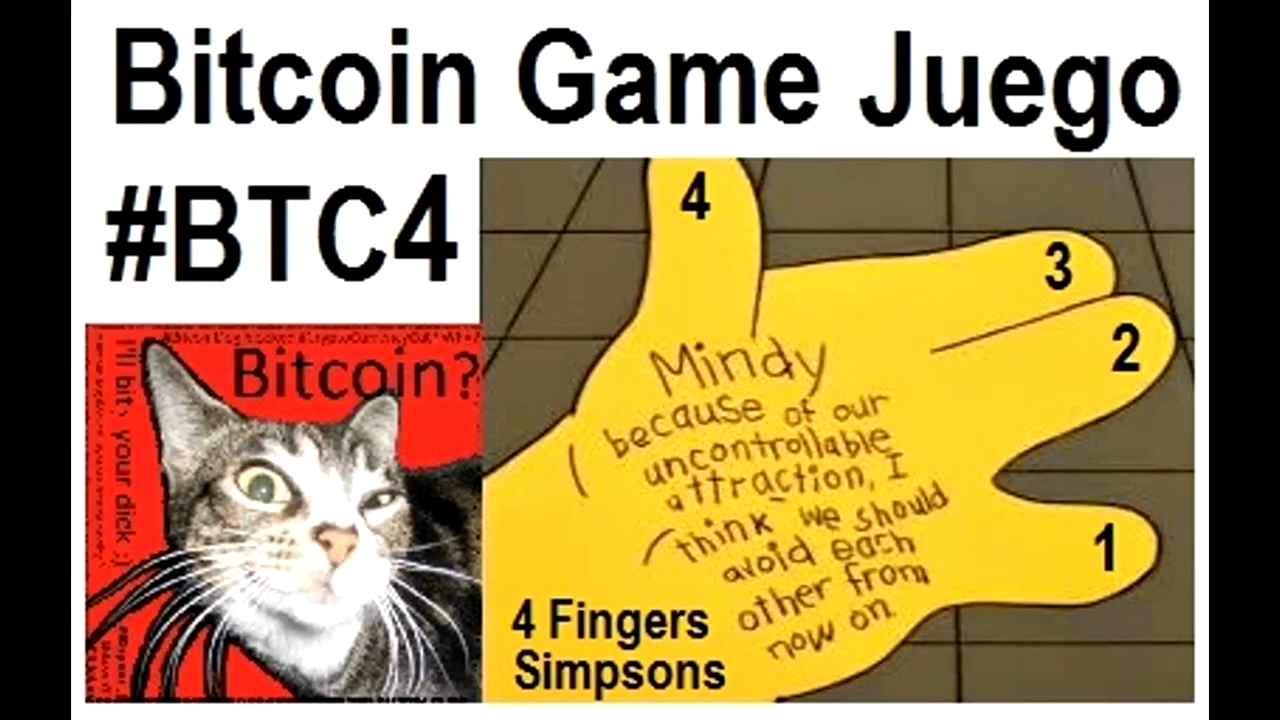 Bitcoin Game Juego
#BTC4
4
3
2
1
Bitcoin?
I'll bit, your dick :)
Mindy
because of our
uncontrollable
attraction, I
think we should
avoid each
other from
now on
4 Fingers
Simpsons